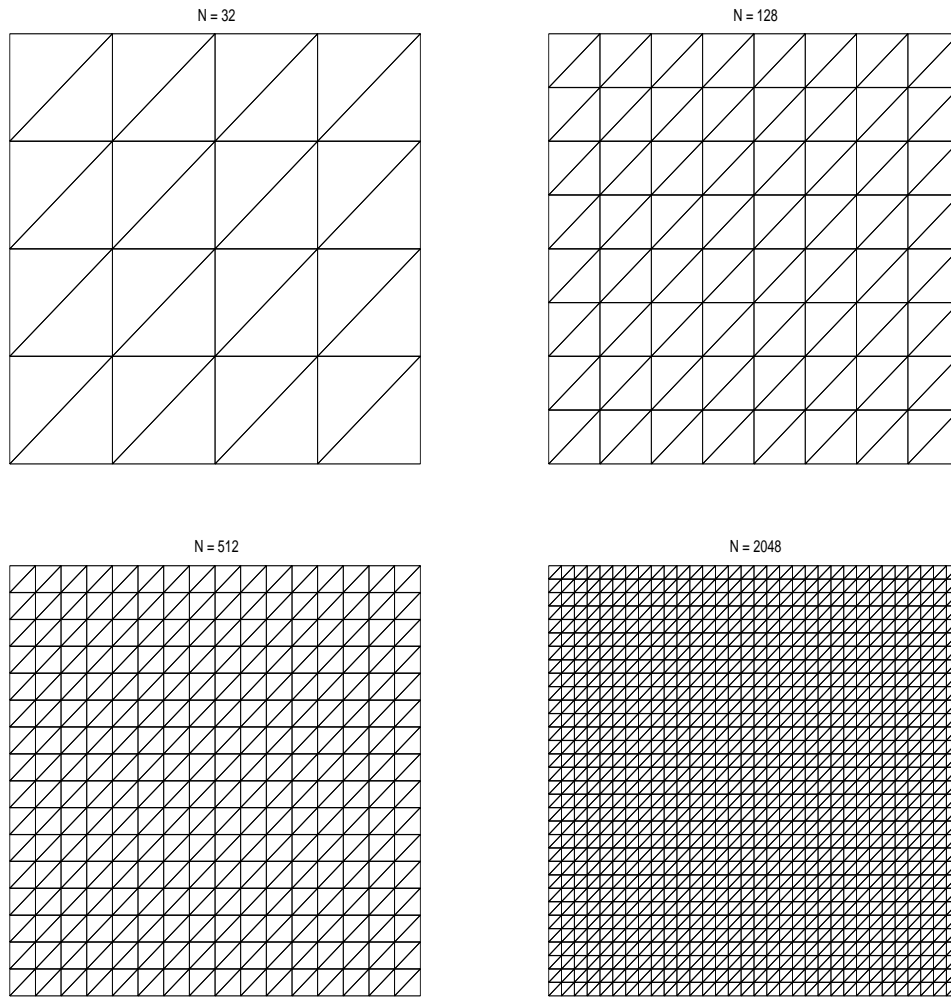 N = 32
N = 128
N = 512
N = 2048